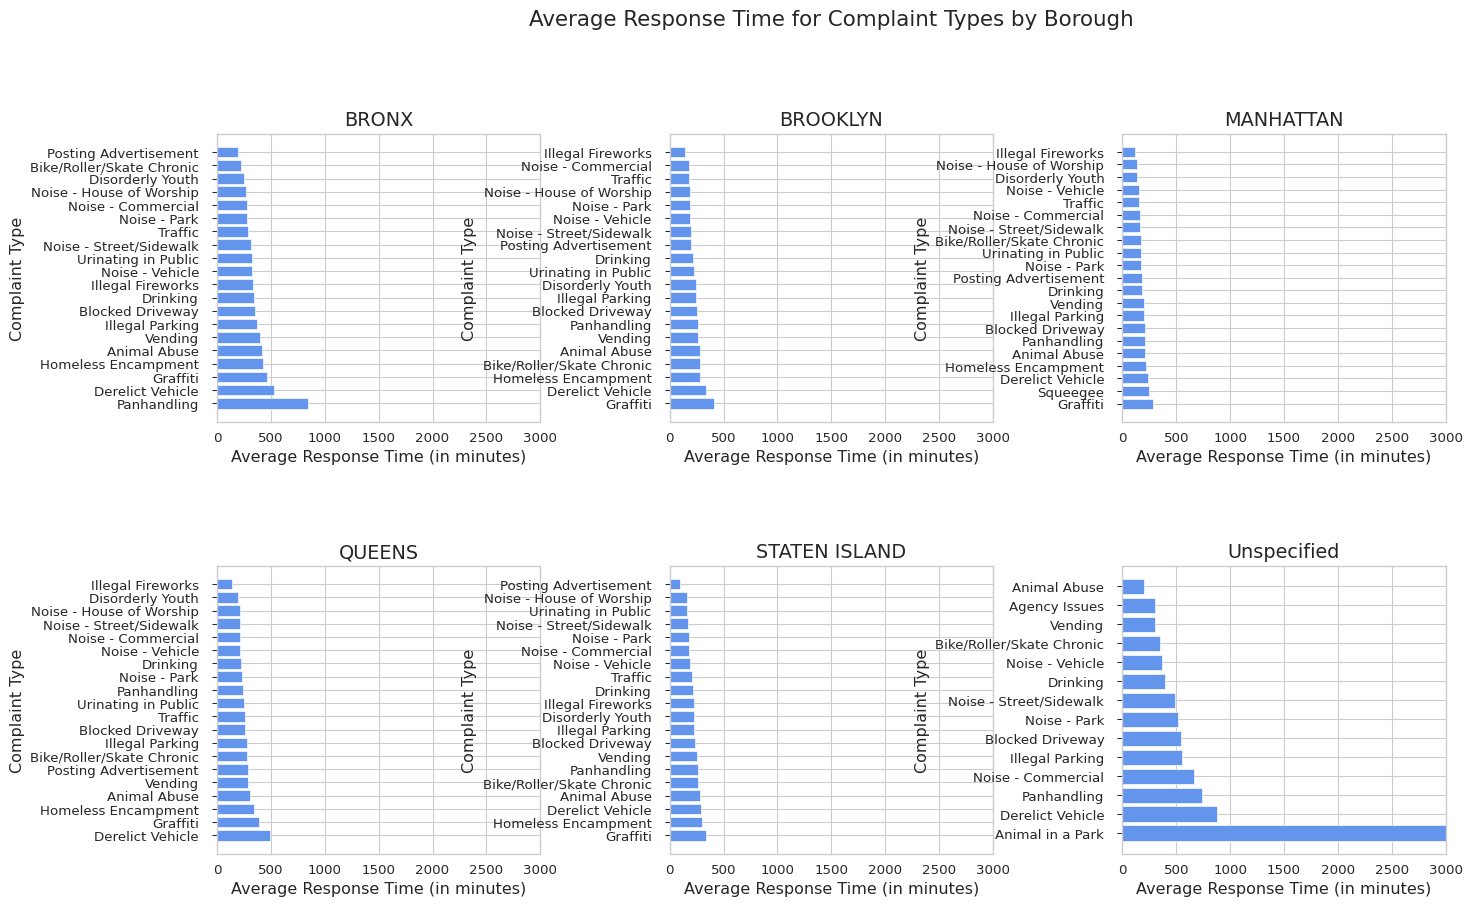 Average Response Time for Complaint Types by Borough
BRONX
Complaint Type
Posting Advertisement
Bike/Roller/Skate Chronic
Disorderly Youth
Noise - House of Worship
Noise - Commercial
Noise - Park
Traffic
Noise - Street/Sidewalk
Urinating in Public
Noise - Vehicle
Illegal Fireworks
Drinking
Blocked Driveway
Illegal Parking
Vending
Animal Abuse
Homeless Encampment
Graffiti
Derelict Vehicle
Panhandling
0 500 1000 1500 2000 2500 3000
Average Response Time (in minutes)
BROOKLYN
Complaint Type
Illegal Fireworks
Noise - Commercial
Traffic
Noise - House of Worship
Noise - Park
Noise - Vehicle
Noise - Street/Sidewalk
Posting Advertisement
Drinking
Urinating in Public
Disorderly Youth
Illegal Parking
Blocked Driveway
Panhandling
Vending
Animal Abuse
Bike/Roller/Skate Chronic
Homeless Encampment
Derelict Vehicle
Graffiti
0 500 1000 1500 2000 2500 3000
Average Response Time (in minutes)
MANHATTAN
Complaint Type
Illegal Fireworks
Noise - House of Worship
Disorderly Youth
Noise - Vehicle
Traffic
Noise - Commercial
Noise - Street/Sidewalk
Bike/Roller/Skate Chronic
Urinating in Public
Noise - Park
Posting Advertisement
Drinking
Vending
Illegal Parking
Blocked Driveway
Panhandling
Animal Abuse
Homeless Encampment
Derelict Vehicle
Squeegee
Graffiti
0 500 1000 1500 2000 2500 3000
Average Response Time (in minutes)
QUEENS
Complaint Type
Illegal Fireworks
Disorderly Youth
Noise - House of Worship
Noise - Street/Sidewalk
Noise - Commercial
Noise - Vehicle
Drinking
Noise - Park
Panhandling
Urinating in Public
Traffic
Blocked Driveway
Illegal Parking
Bike/Roller/Skate Chronic
Posting Advertisement
Vending
Animal Abuse
Homeless Encampment
Graffiti
Derelict Vehicle
0 500 1000 1500 2000 2500 3000
Average Response Time (in minutes)
STATEN ISLAND
Complaint Type
Posting Advertisement
Noise - House of Worship
Urinating in Public
Noise - Street/Sidewalk
Noise - Park
Noise - Commercial
Noise - Vehicle
Traffic
Drinking
Illegal Fireworks
Disorderly Youth
Illegal Parking
Blocked Driveway
Vending
Panhandling
Bike/Roller/Skate Chronic
Animal Abuse
Derelict Vehicle
Homeless Encampment
Graffiti
0 500 1000 1500 2000 2500 3000
Average Response Time (in minutes)
Unspecified
Complaint Type
Animal Abuse
Agency Issues
Vending
Bike/Roller/Skate Chronic
Noise - Vehicle
Drinking
Noise - Street/Sidewalk
Noise - Park
Blocked Driveway
Illegal Parking
Noise - Commercial
Panhandling
Derelict Vehicle
Animal in a Park
0 500 1000 1500 2000 2500 3000
Average Response Time (in minutes)